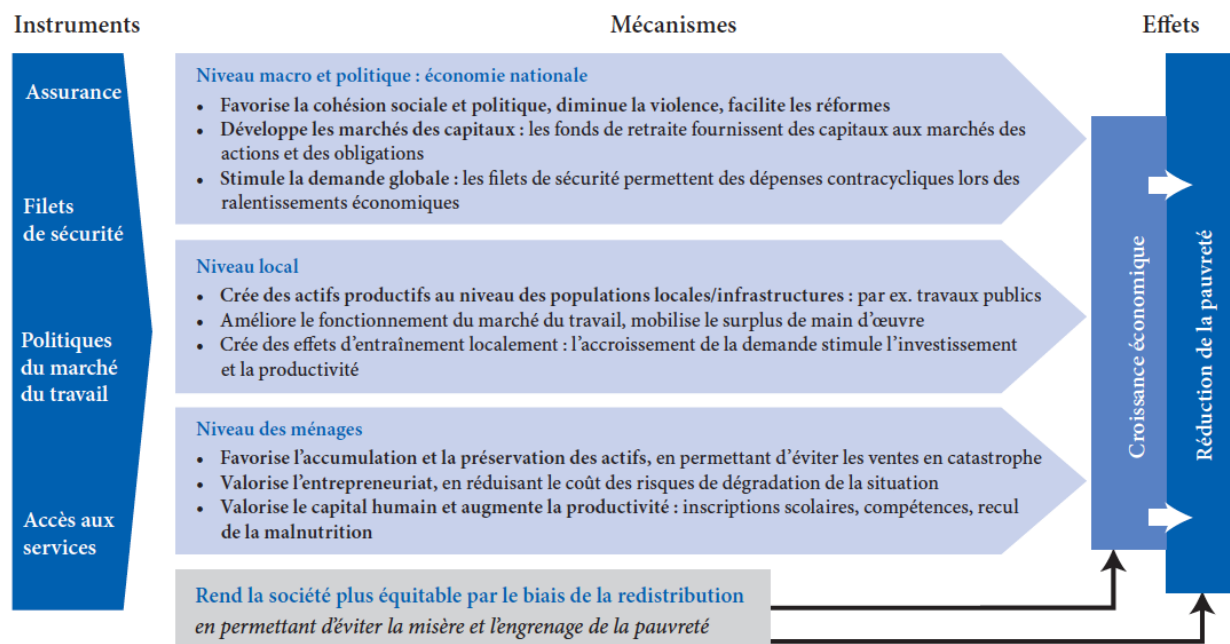 Instruments
Mécanismes
Effets
Assurance
Filets
de sécurité
Politiques
du marché
du travail
Accès aux
services
Niveau macro et politique : économie nationale
• Favorise la cohésion sociale et politique, diminue la violence, facilite les réformes
• Développe les marchés des capitaux : les fonds de retraite fournissent des capitaux aux marchés des
actions et des obligations
• Stimule la demande globale : les filets de sécurité permettent des dépenses contracycliques lors des
ralentissements économiques
Niveau local
• Crée des actifs productifs au niveau des populations locales/infrastructures : par ex. travaux publics
• Améliore le fonctionnement du marché du travail, mobilise le surplus de main d’œuvre
• Crée des effets d’entraînement localement : l’accroissement de la demande stimule l’investissement
et la productivité
Niveau des ménages
• Favorise l’accumulation et la préservation des actifs, en permettant d’éviter les ventes en catastrophe
• Valorise l’entrepreneuriat, en réduisant le coût des risques de dégradation de la situation
• Valorise le capital humain et augmente la productivité : inscriptions scolaires, compétences, recul
de la malnutrition
Rend la société plus équitable par le biais de la redistribution
en permettant d’éviter la misère et l’engrenage de la pauvreté
Croissance économique
Réduction de la pauvreté